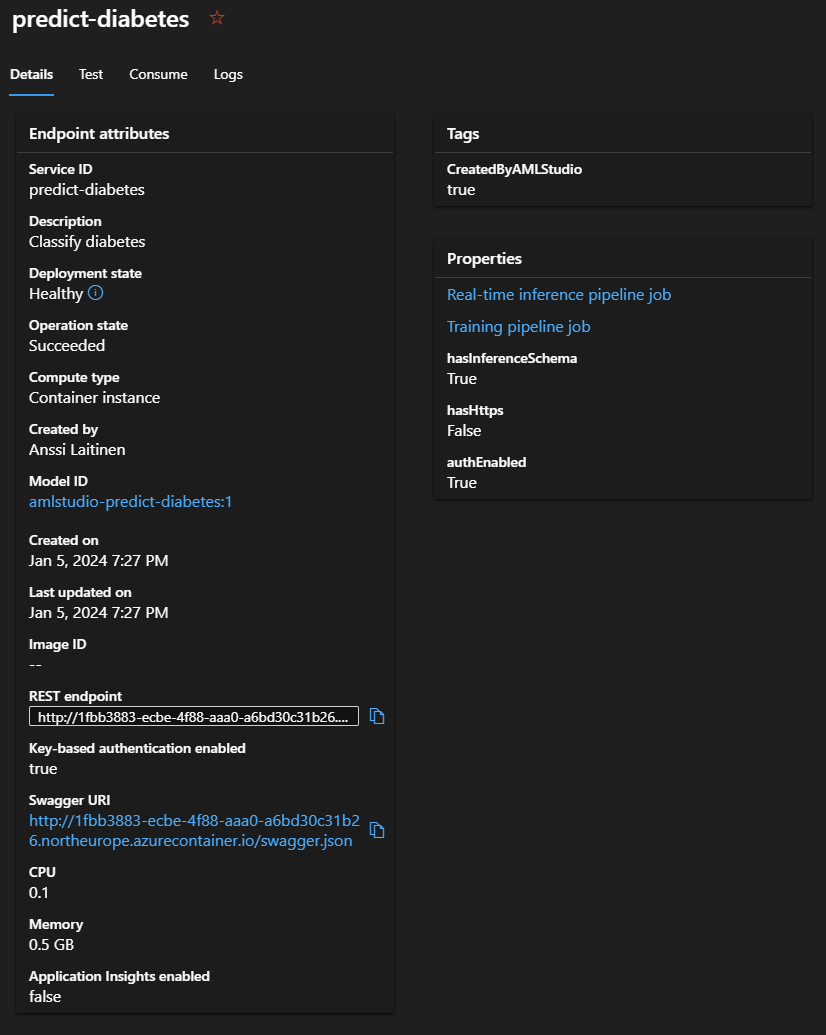 predict-diabetes
Details Test Consume Logs
Endpoint attributes
Service ID
predict-diabetes
Description
Classify diabetes
Deployment state
Healthy
Operation state
Succeeded
Compute type
Container instance
Created by
Anssi Laitinen
Model ID
amlstudio-predict-diabetes:1
Created on
Jan 5, 2024 7:27 PM
Last updated on
Jan 5, 2024 7:27 PM
Image ID
--
REST endpoint
http://1fbb3883-ecbe-4f88-aaa0-a6bd30c31b26....
Key-based authentication enabled
true
Swagger URI
http://1fbb3883-ecbe-4f88-aaa0-a6bd30c31b2
6.northeurope.azurecontainer.io/swagger.json
CPU
0.1
Memory
0.5 GB
Application Insights enabled
false
Tags
CreatedByAMLStudio
true
Properties
Real-time inference pipeline job
Training pipeline job
hasInferenceSchema
True
hasHttps
False
authEnabled
True